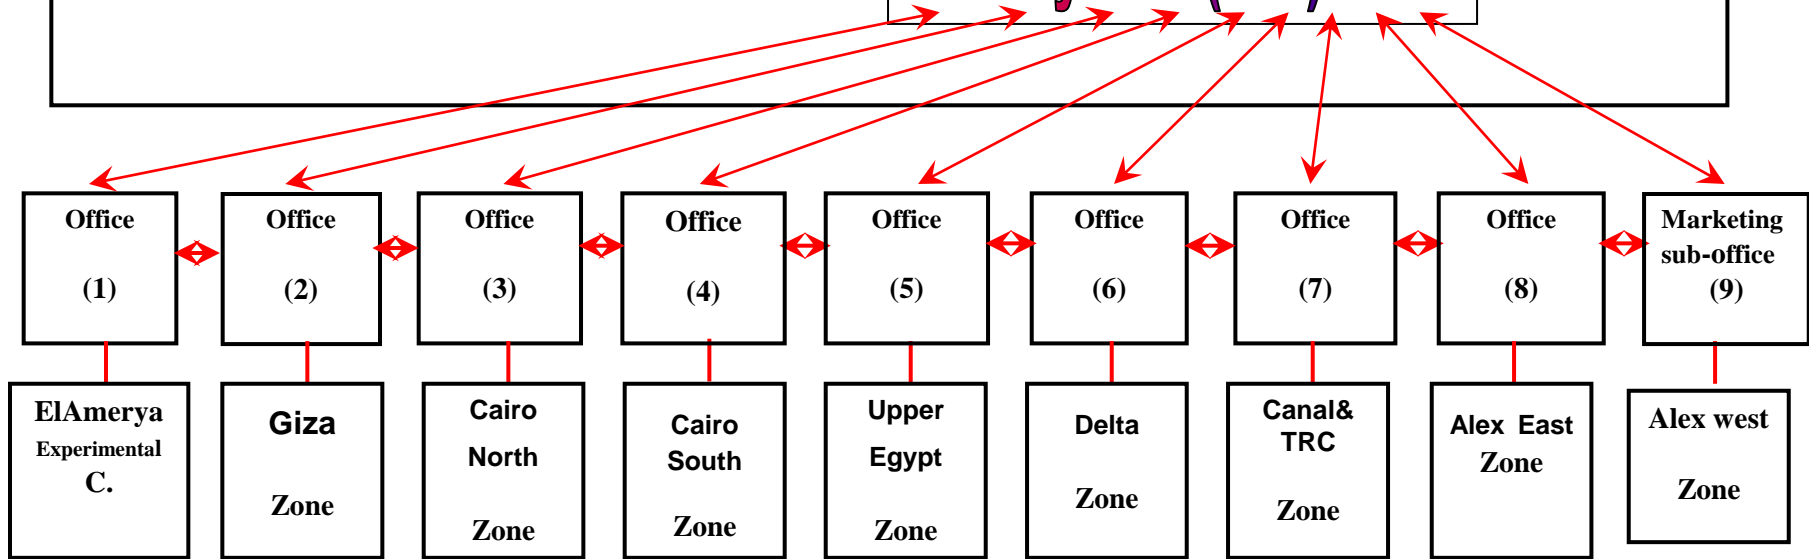 Office
(1)
Office
(2)
Office
(3)
Office
(4)
Office
(5)
Office
(6)
Office
(7)
Office
(8)
Marketing
sub-office
(9)
ElAmerya
Experimental
C.
Giza
Zone
Cairo
North
Zone
Cairo
South
Zone
Upper
Egypt
Zone
Delta
Zone
Canal&
TRC
Zone
Alex East
Zone
Alex west
Zone